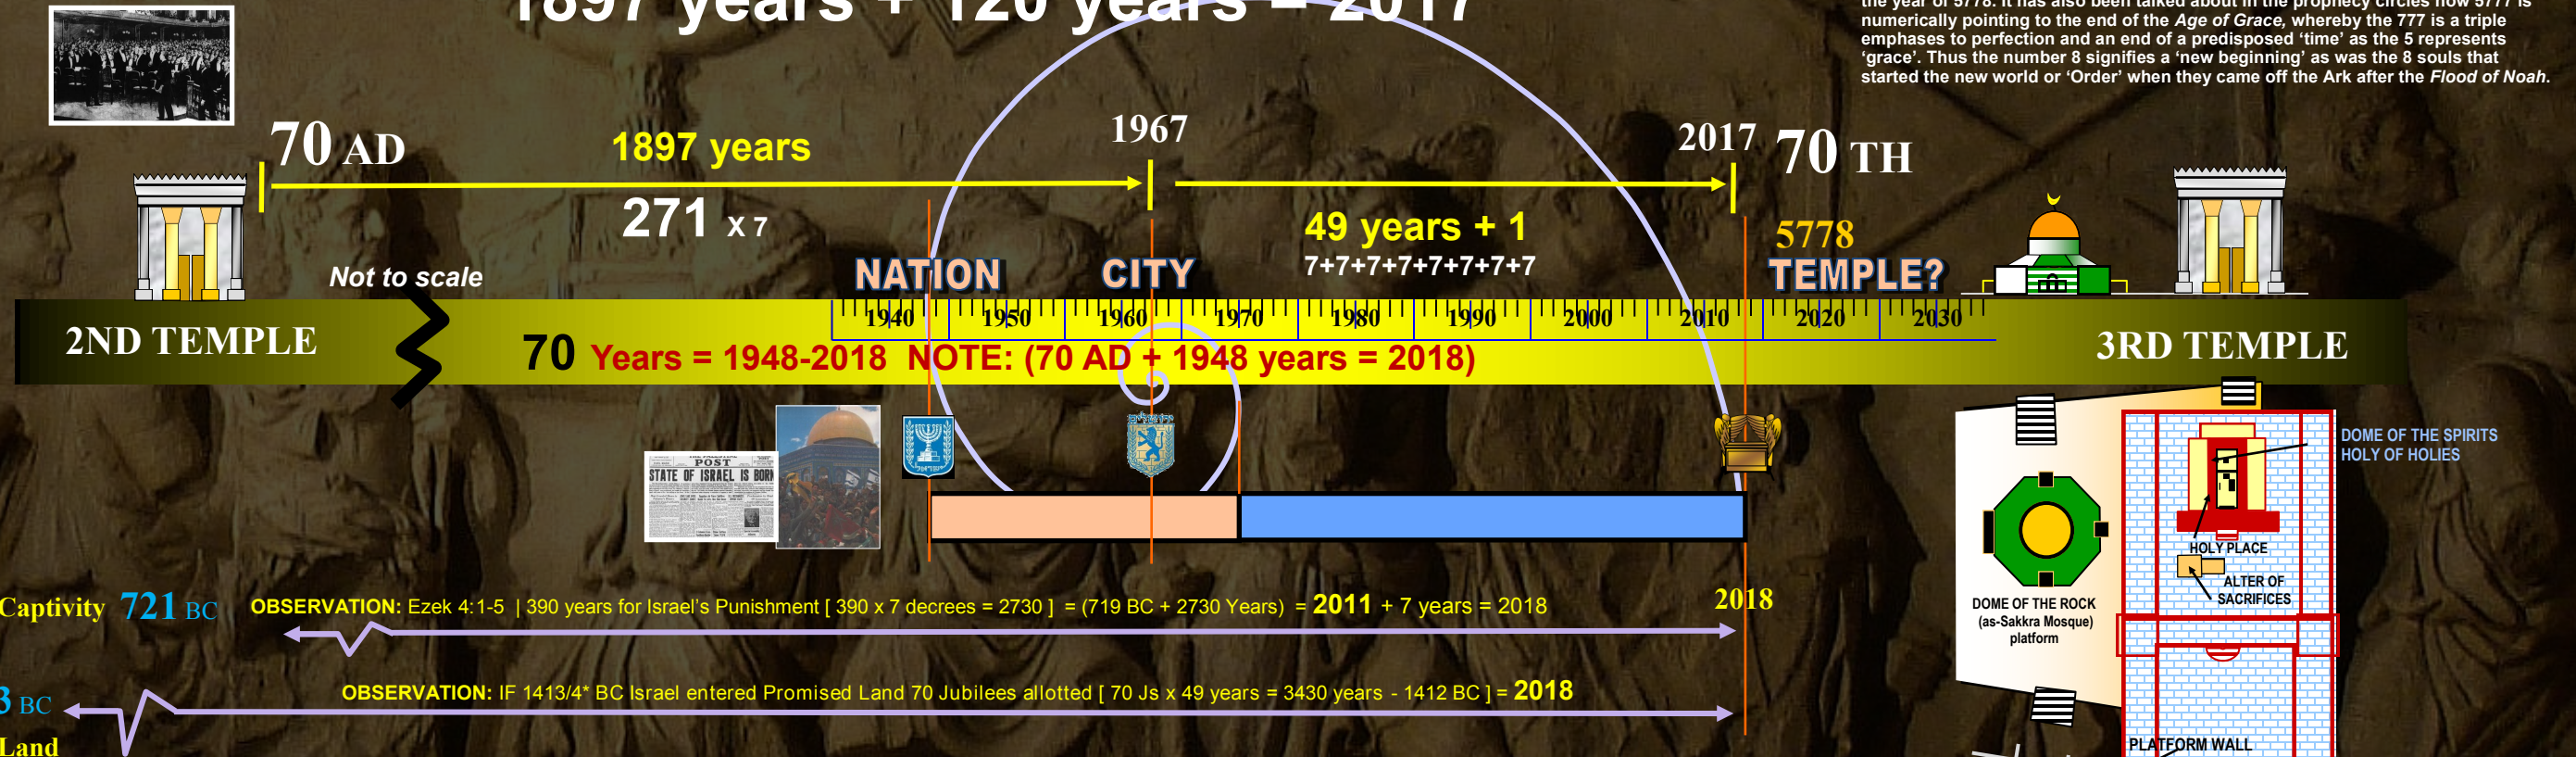 1897 years + 120 years = 2017
the year of 5778. It has also been talked about in the prophecy circles how 5777 is
numerically pointing to the end of the Age of Grace, whereby the 777 is a triple
emphases to perfection and an end of a predisposed ‘time’ as the 5 represents
‘grace’. Thus the number 8 signifies a ‘new beginning’ as was the 8 souls that
started the new world or ‘Order’ when they came off the Ark after the Flood of Noah.
70 AD
1897 years
271 X 7
1967
2017
70 TH
49 years + 1
7+7+7+7+7+7+7+7
5778
Not to scale
NATION
CITY
TEMPLE?
2ND TEMPLE
1940 1950 1960 1970 1980 1990 2000 2010 2020 2030
70 Years = 1948-2018 NOTE: (70 AD + 1948 years = 2018)
3RD TEMPLE
POST
STATE OF ISRAEL IS BORN
DOME OF THE SPIRITS
HOLY OF HOLIES
HOLY PLACE
ALTER OF
SACRIFICES
DOME OF THE ROCK
(as-Sakkra Mosque)
platform
PLATFORM WALL
Captivity 721 BC
OBSERVATION: Ezek 4:1-5 | 390 years for Israel’s Punishment [ 390 x 7 decrees = 2730 ] = (719 BC + 2730 Years) = 2011 + 7 years = 2018
2018
3 BC
OBSERVATION: IF 1413/4* BC Israel entered Promised Land 70 Jubilees allotted [ 70 Js x 49 years = 3430 years - 1412 BC ] = 2018
Land